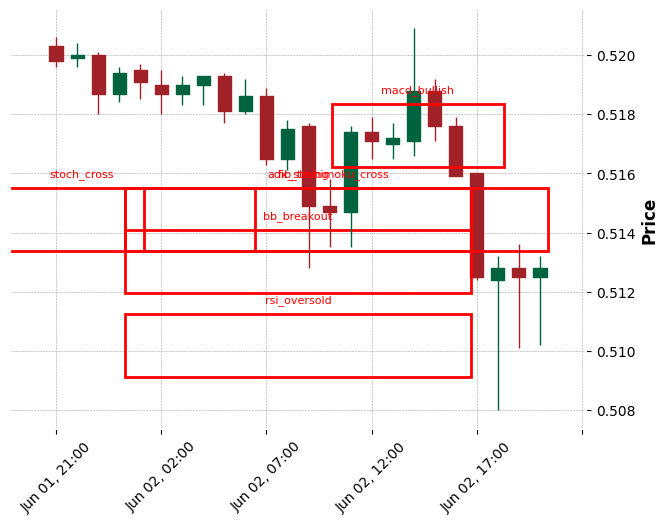 macd_bullish
stoch_cross
bb_breakout
rsi_oversold
0.520
0.518
0.516
0.514
0.512
0.510
0.508
Price
Jun 01, 21:00
Jun 02, 02:00
Jun 02, 07:00
Jun 02, 12:00
Jun 02, 17:00